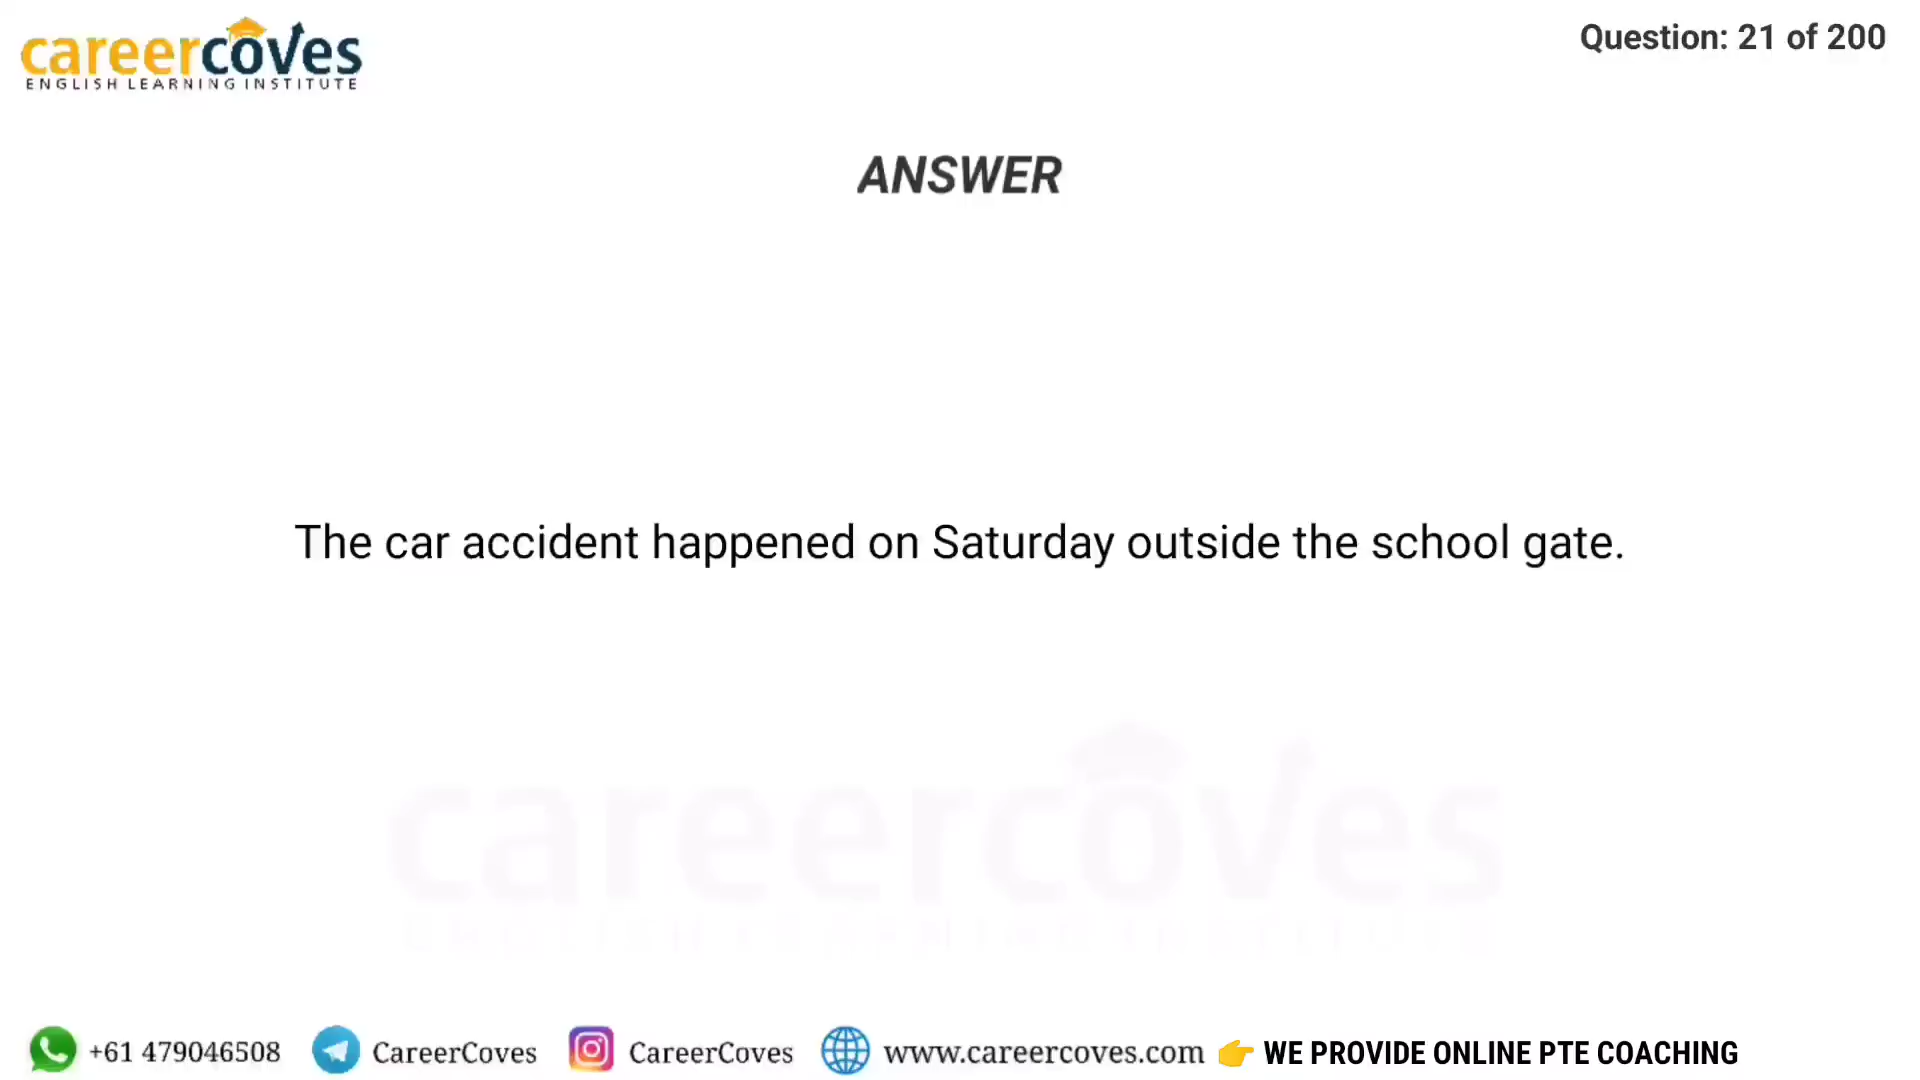 careercoves
ENGLISH LEARNING INSTITUTE
Question: 21 of 200
ANSWER
The car accident happened on Saturday outside the school gate.
careercoves
+61 479046508 CareerCoves CareerCoves www.careercoves.com 👉 WE PROVIDE ONLINE PTE COACHING